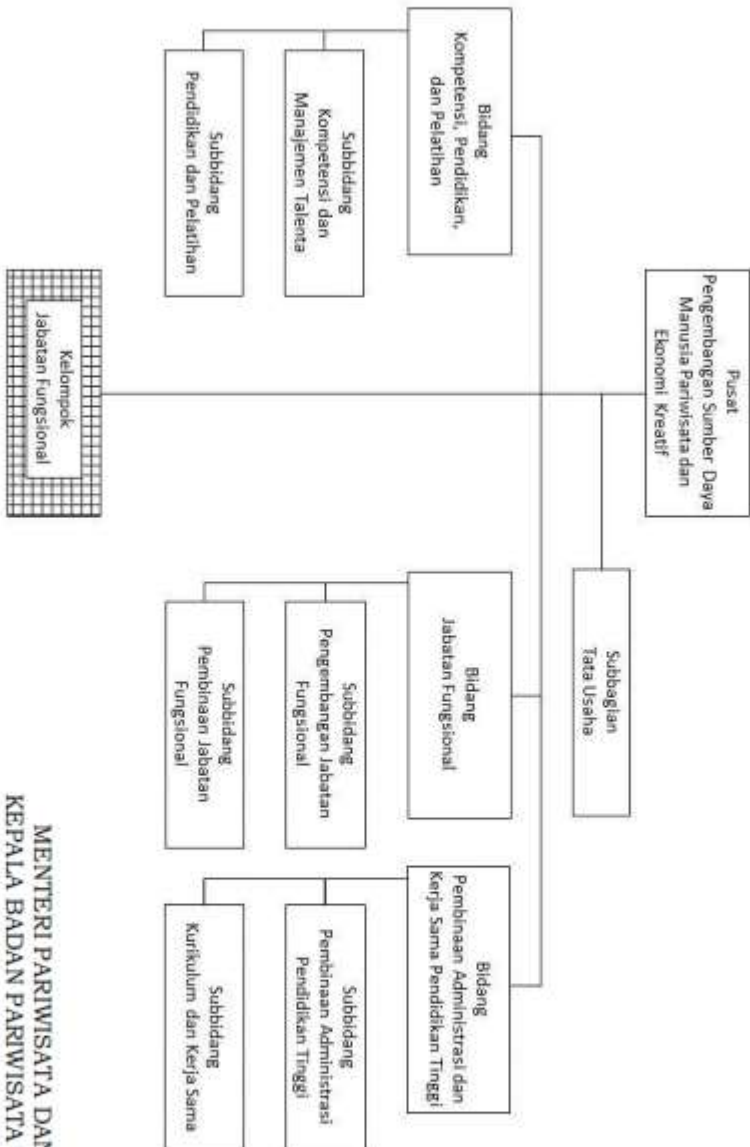 Pusat
Pengembangan Sumber Daya
Manusia Pariwisata dan
Ekonomi Kreatif
Subbagian
Tata Usaha
Bidang
Kompetensi, Pendidikan,
dan Pelatihan
Subbidang
Kompetensi dan
Manajemen Talenta
Subbidang
Pendidikan dan Pelatihan
Bidang
Jabatan Fungsional
Subbidang
Pengembangan Jabatan
Fungsional
Subbidang
Pembinaan Jabatan
Fungsional
Bidang
Pembinaan Administrasi dan
Kerja Sama Pendidikan Tinggi
Subbidang
Pembinaan Administrasi
Pendidikan Tinggi
Subbidang
Kurikulum dan Kerja Sama
Kelompok
Jabatan Fungsional
MENTERI PARIWISATA DAN
KEPALA BADAN PARIWISATA